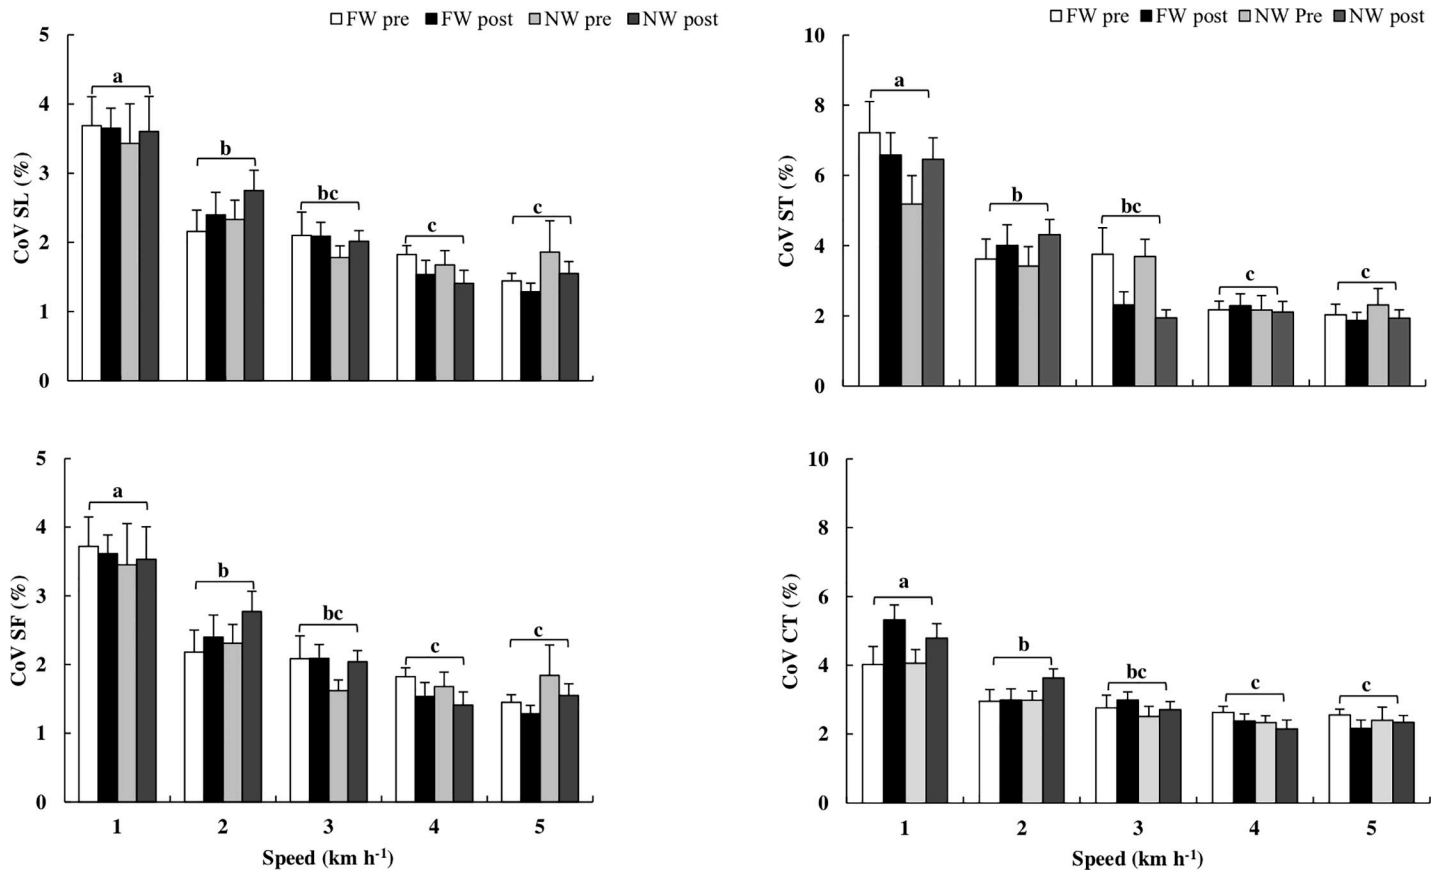 FW pre FW post NW pre NW post
CoV SL (%)
5
4
3
2
1
0
a
b
bc
c
c
FW pre FW post NW Pre NW post
CoV ST (%)
10
8
6
4
2
0
a
b
bc
c
c
CoV SF (%)
5
4
3
2
1
0
a
b
bc
c
c
1 2 3 4 5
Speed (km h⁻¹)
CoV CT (%)
10
8
6
4
2
0
a
b
bc
c
c
1 2 3 4 5
Speed (km h⁻¹)